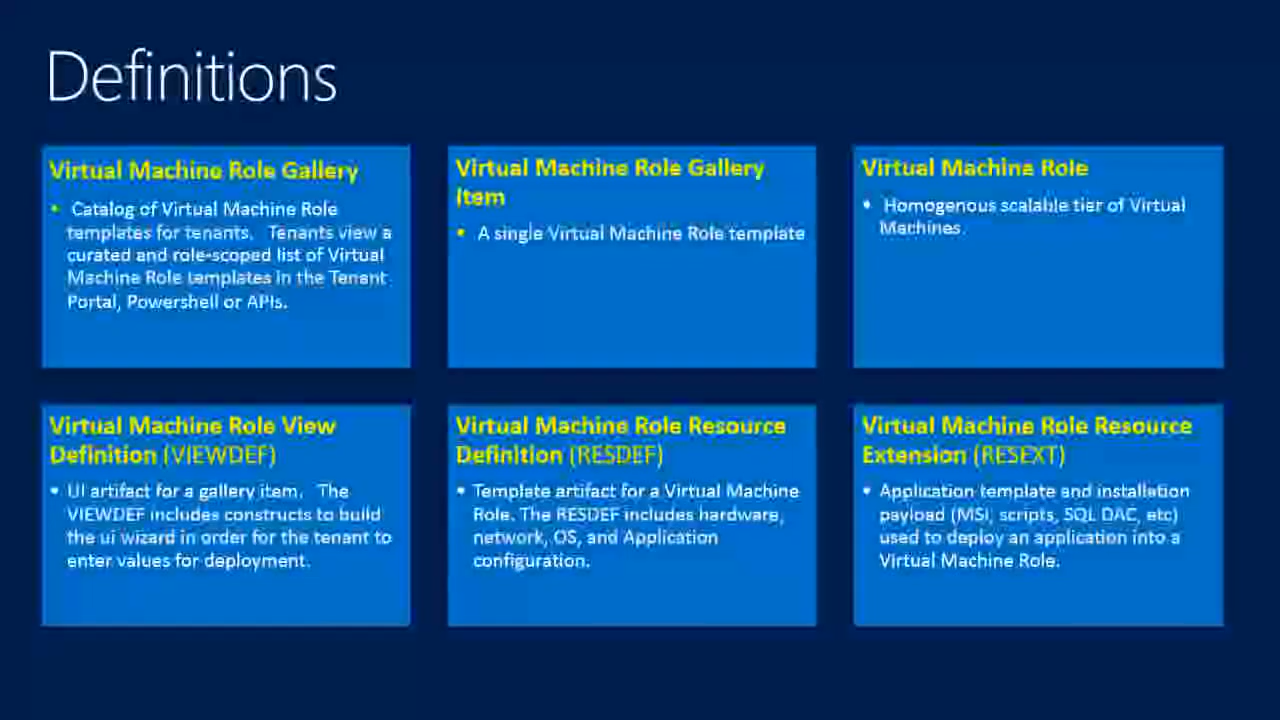 Definitions
Virtual Machine Role Gallery
• Catalog of Virtual Machine Role
templates for tenants. Tenants view a
curated and role-scoped list of Virtual
Machine Role templates in the Tenant
Portal, Powershell or APIs.
Virtual Machine Role Gallery
Item
• A single Virtual Machine Role template
Virtual Machine Role
• Homogenous scalable tier of Virtual
Machines.
Virtual Machine Role View
Definition (VIEWDEF)
• UI artifact for a gallery item. The
VIEWDEF includes constructs to build
the ui wizard in order for the tenant to
enter values for deployment.
Virtual Machine Role Resource
Definition (RESDEF)
• Template artifact for a Virtual Machine
Role. The RESDEF includes hardware,
network, OS, and Application
configuration.
Virtual Machine Role Resource
Extension (RESEXT)
• Application template and installation
payload (MSI, scripts, SQL DAC, etc)
used to deploy an application into a
Virtual Machine Role.